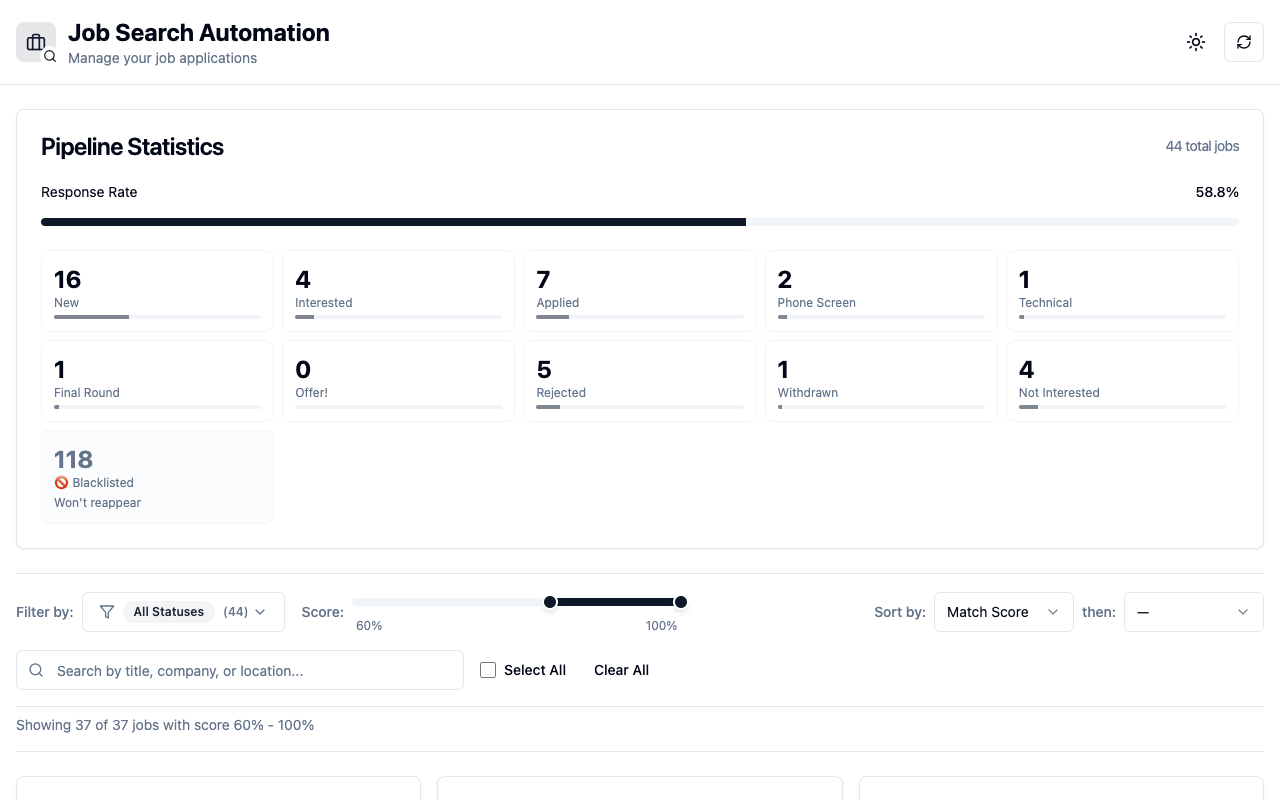 Job Search Automation
Manage your job applications
Pipeline Statistics
44 total jobs
Response Rate
58.8%
16
New
4
Interested
7
Applied
2
Phone Screen
1
Technical
1
Final Round
0
Offer!
5
Rejected
1
Withdrawn
4
Not Interested
118
🚫 Blacklisted
Won't reappear
Filter by:
All Statuses
(44)
Score:
60%
100%
Sort by:
Match Score
then:
—
Search by title, company, or location...
Select All
Clear All
Showing 37 of 37 jobs with score 60% - 100%